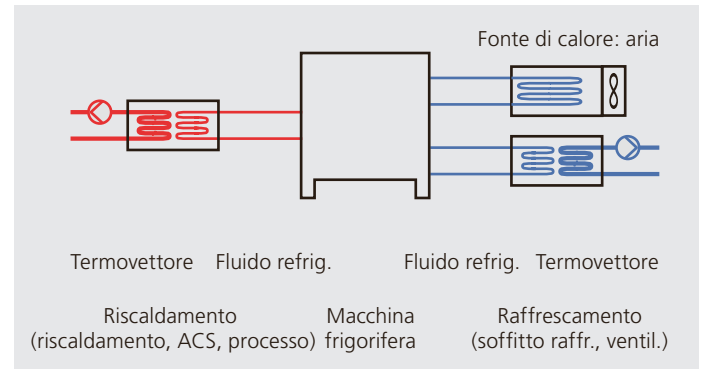 Fonte di calore: aria
Termovettore Fluido refrig. Fluido refrig. Termovettore
Riscaldamento Macchina Raffrescamento
(riscaldamento, ACS, processo) frigorifera (soffitto raffr., ventil.)